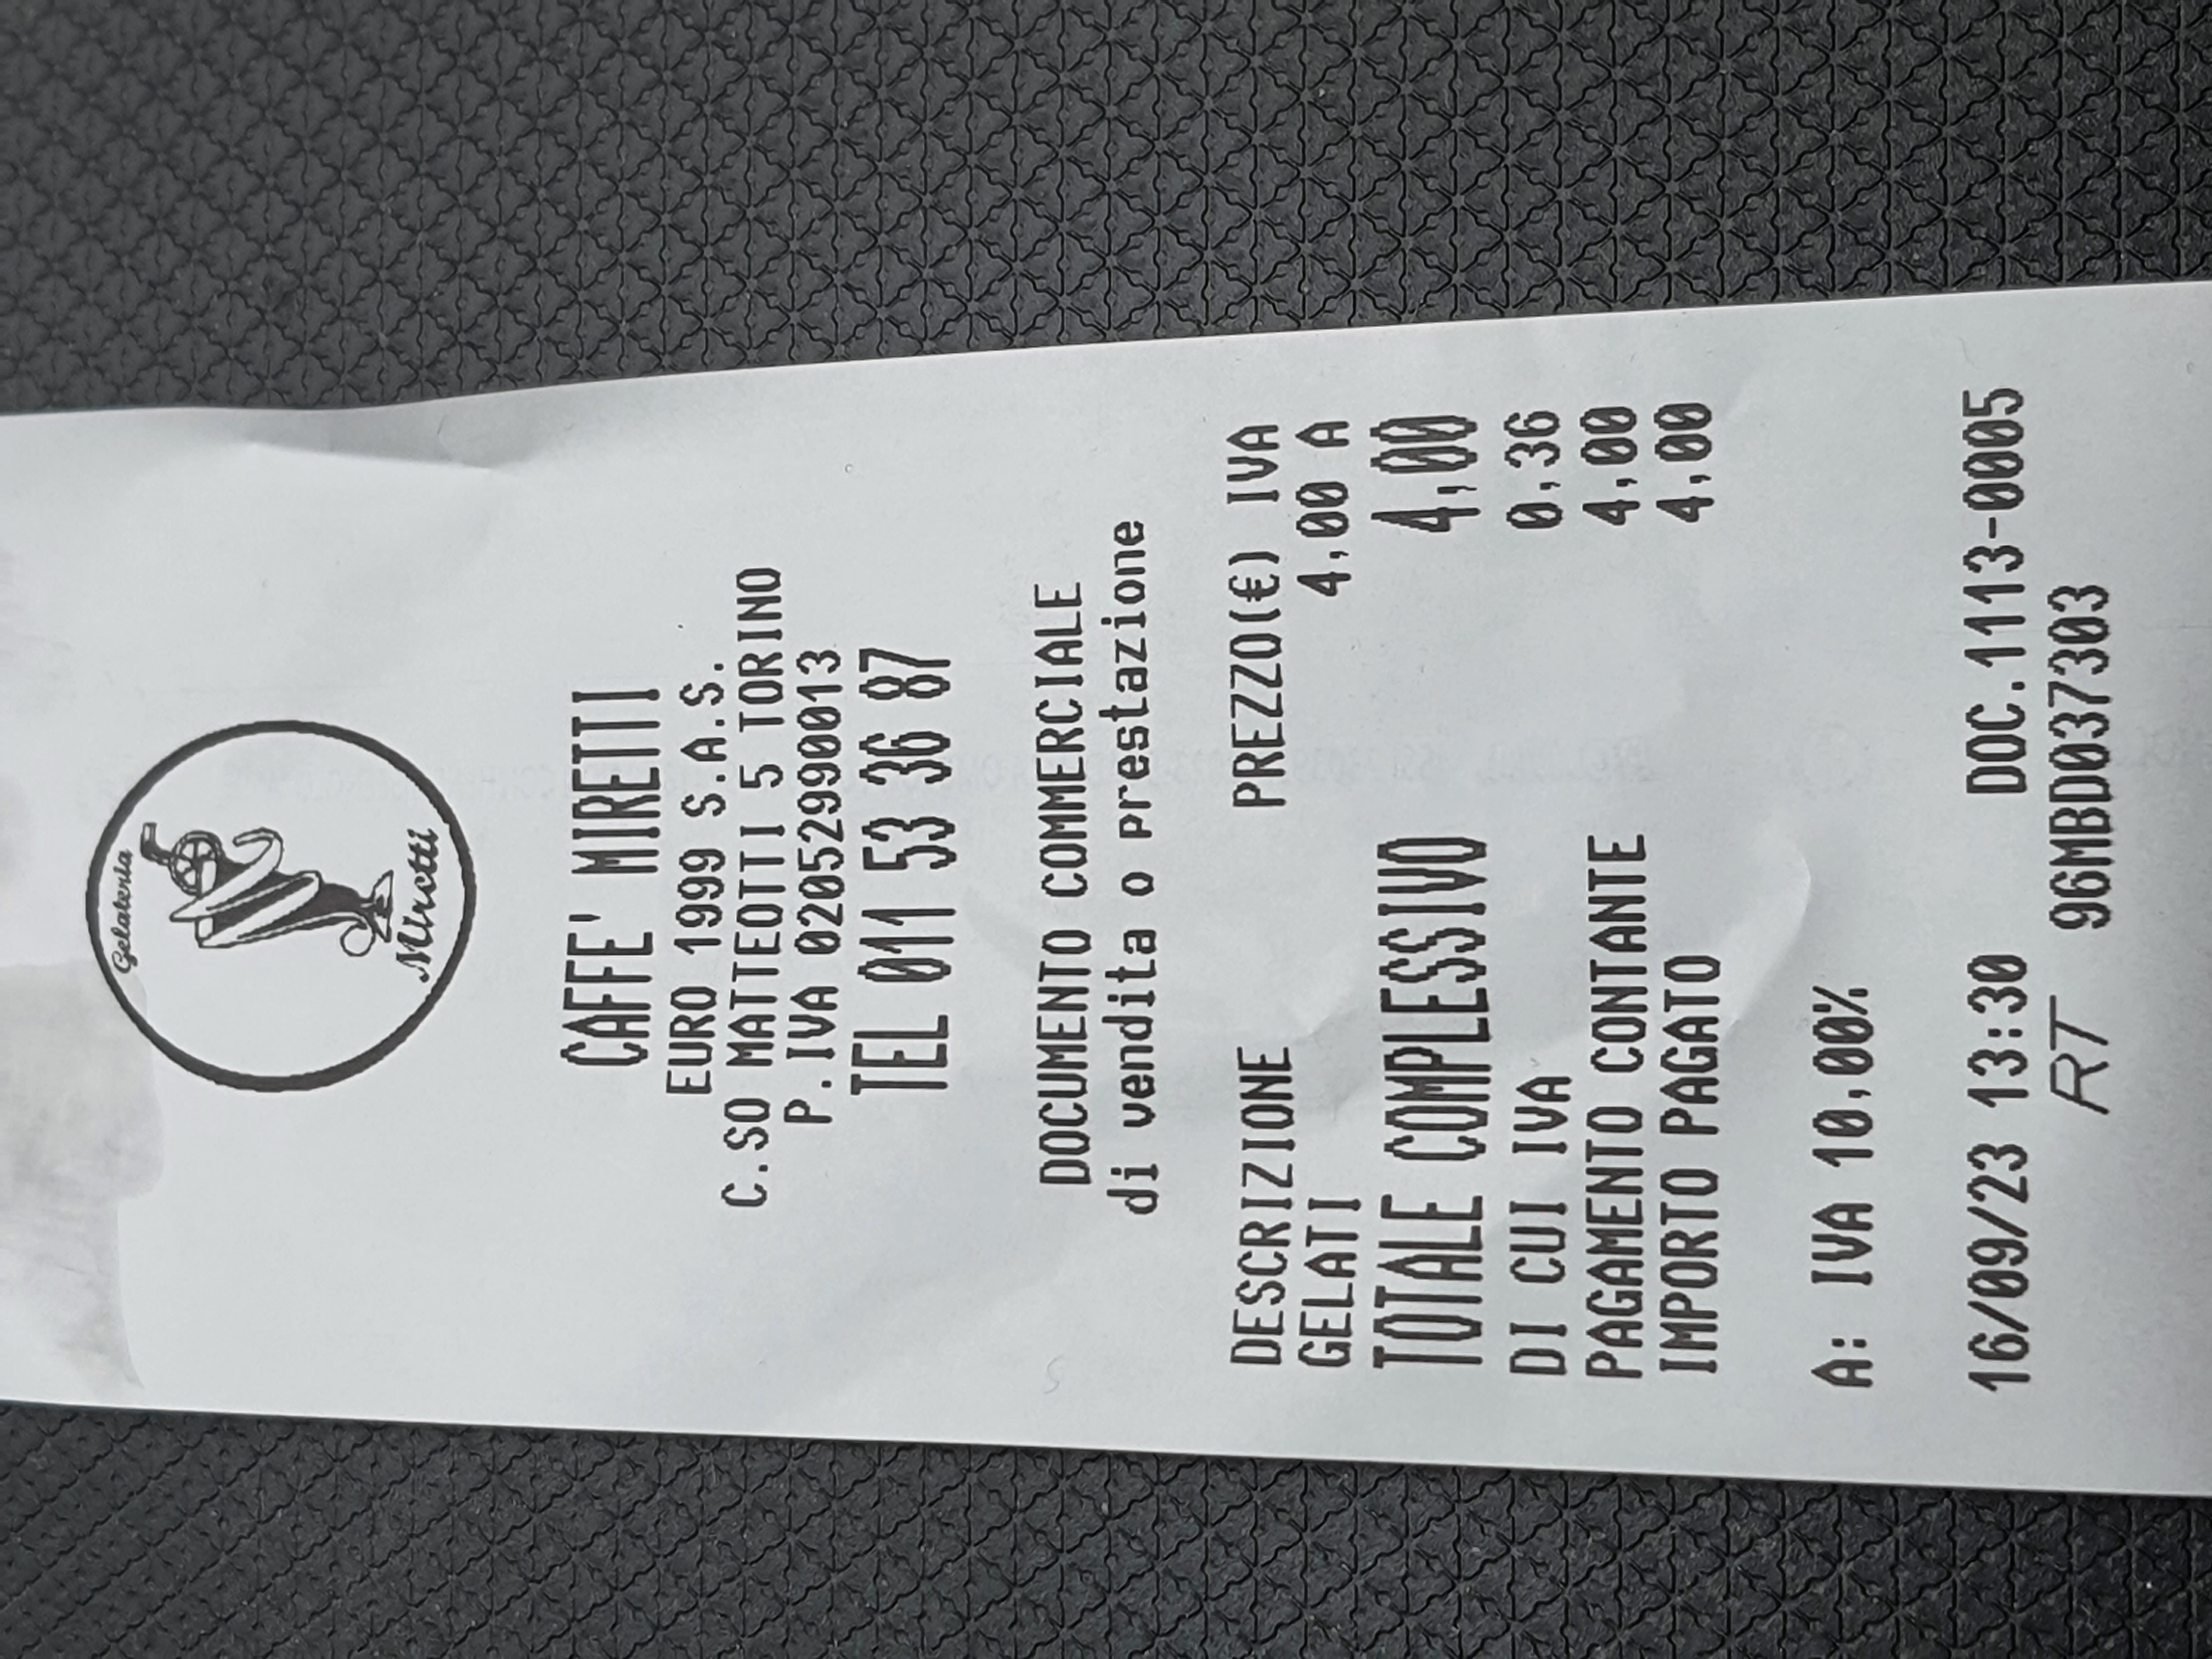 Gelateria
Miretti
CAFFE' MIRETTI
EURO 1999 S.A.S.
C.SO MATTEOTTI 5 TORINO
P.IVA 02052990013
TEL 011 53 36 87
DOCUMENTO COMMERCIALE
di vendita o prestazione
DESCRIZIONE PREZZO(€) IVA
GELATI 4,00 A
TOTALE COMPLESSIVO 4,00
DI CUI IVA 0,36
PAGAMENTO CONTANTE 4,00
IMPORTO PAGATO 4,00
A: IVA 10,00%
16/09/23 13:30 DOC.1113-0005
RT 96MBD037303